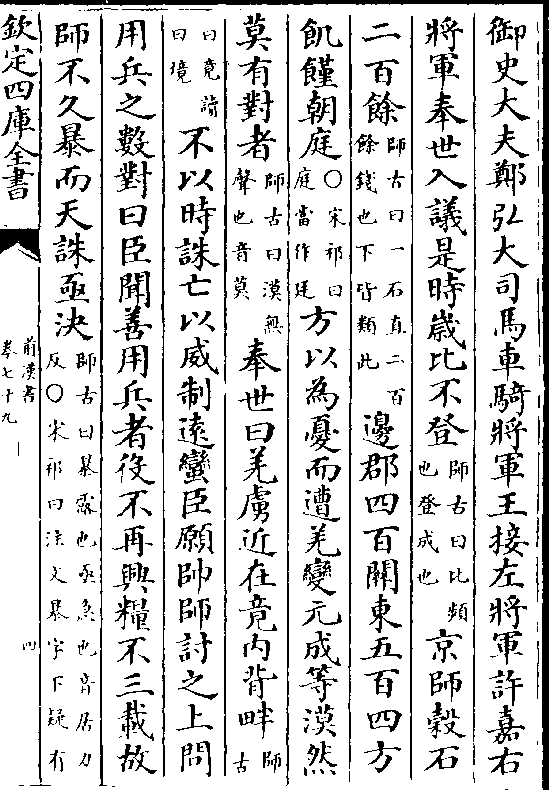 御史大夫鄭弘大司馬車騎將軍王接左將軍許嘉右
將軍奉世入議是時嵗比不登師古曰比頻也登成也京師榖石
二百餘師古曰一石直二百餘錢也下皆類此邊郡四百關東五百四方
飢饉朝庭○宋祁曰庭當作廷方以為憂而遭羌變元成等漠然
莫有對者師古曰漠無聲也音莫奉世曰羌虜近在竟内背畔師古
曰竟讀曰境不以時誅亡以威制逺蠻臣願帥師討之上問
用兵之數對曰臣聞善用兵者役不再興糧不三載故
師不久暴而天誅亟決師古曰暴露也亟急也音居力反○宋祁曰注文暴字下疑有
欽定四庫全書
前漢書
卷七十九
四